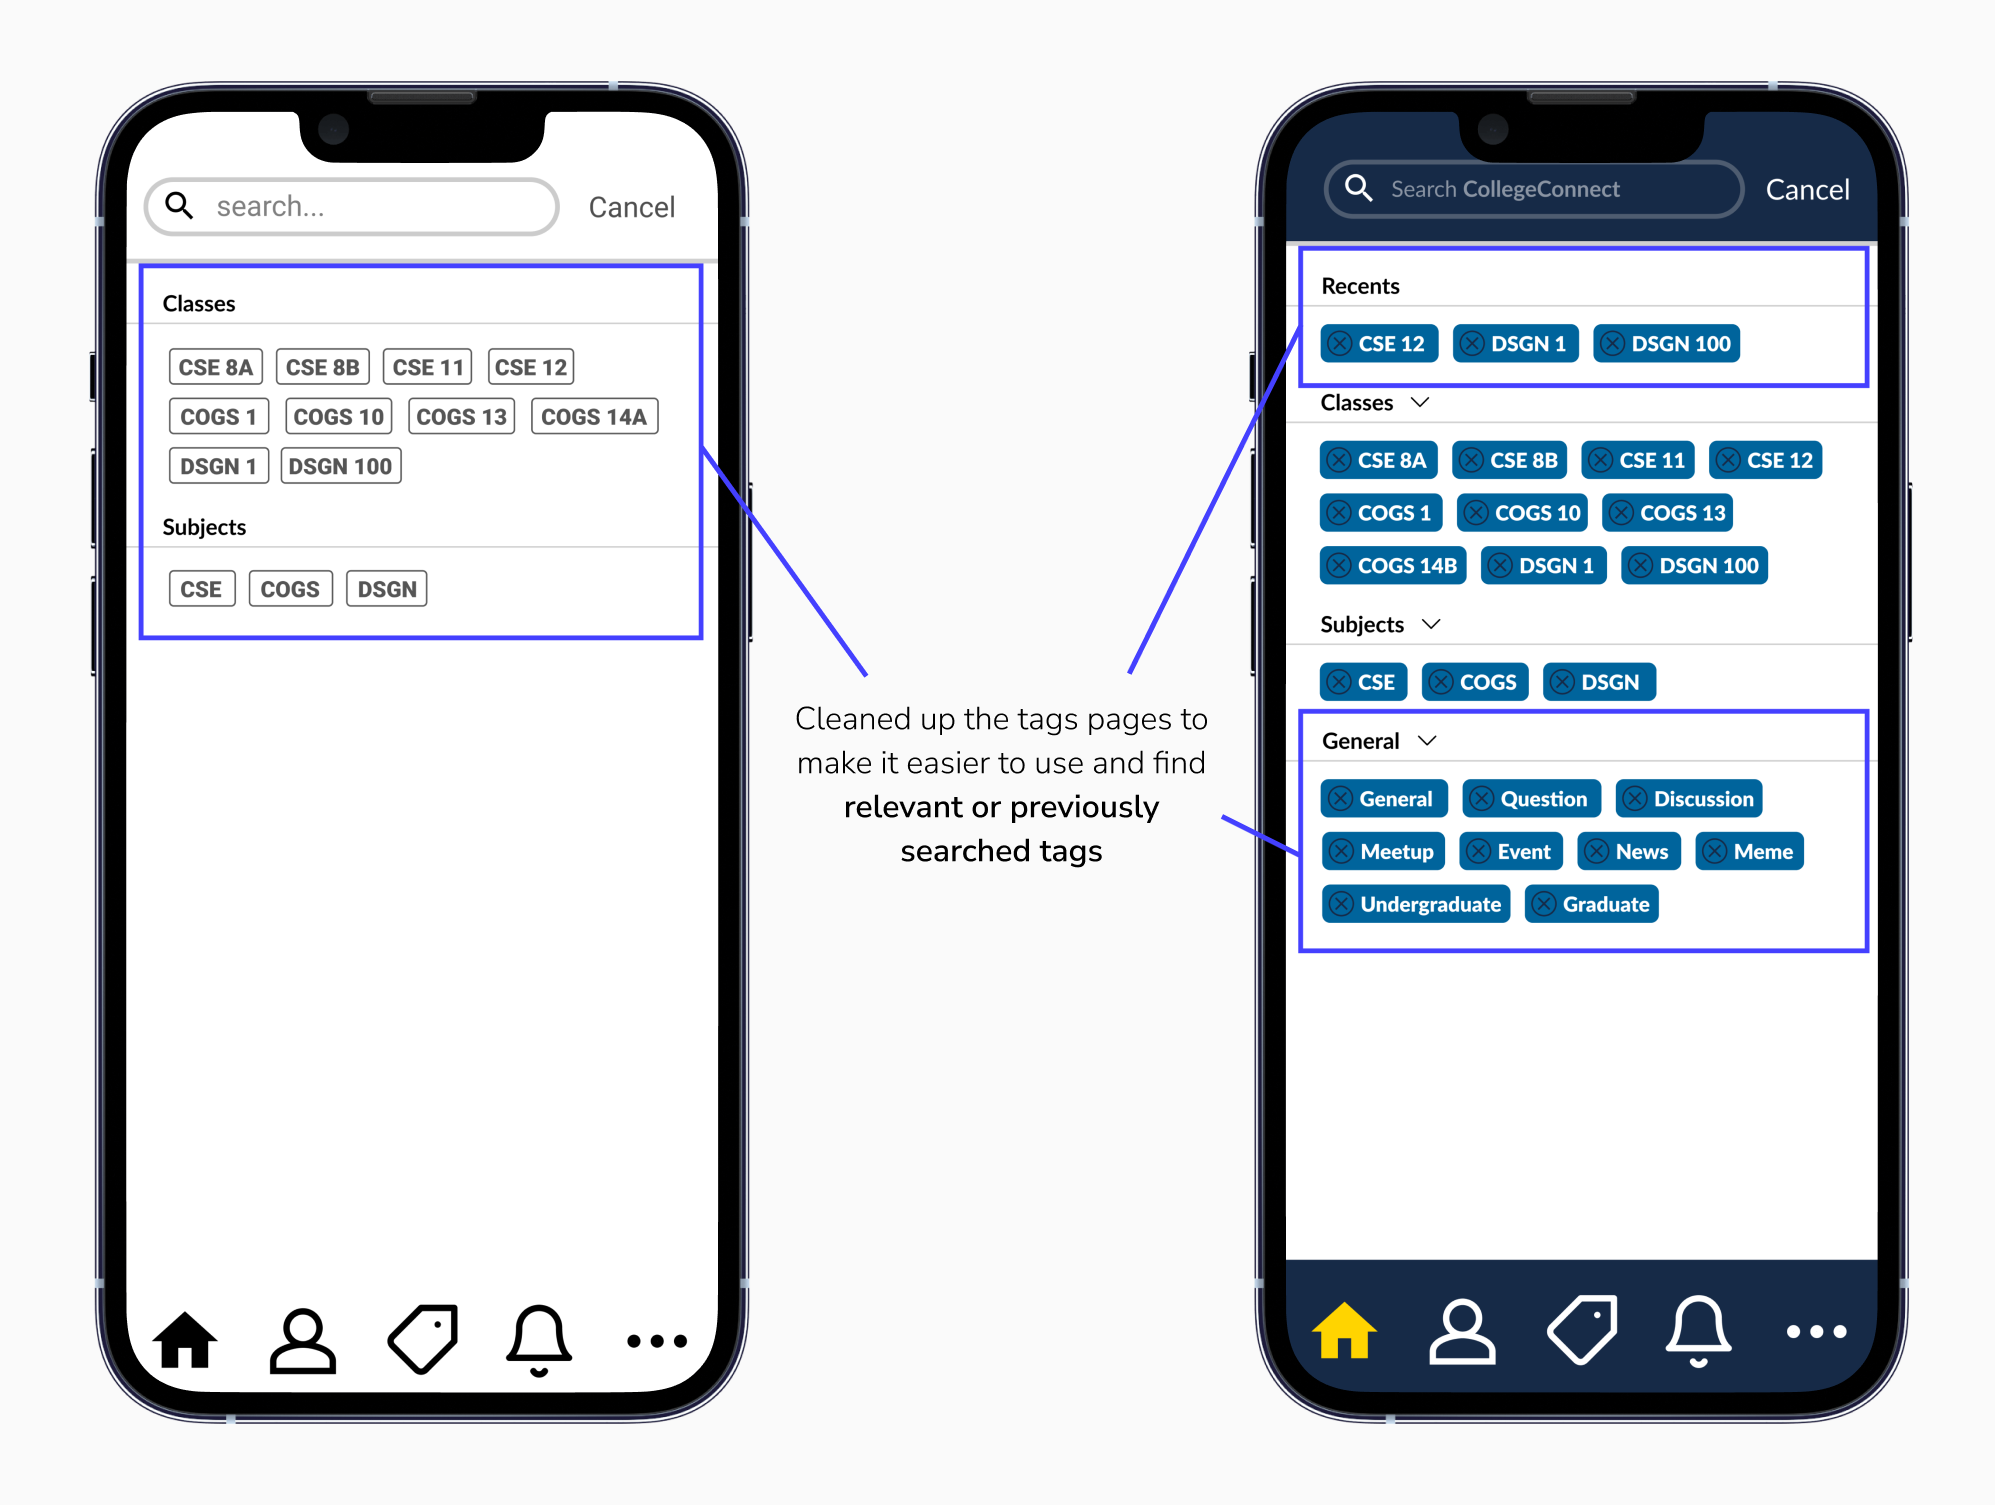 search...
Cancel
Classes
CSE 8A CSE 8B CSE 11 CSE 12
COGS 1 COGS 10 COGS 13 COGS 14A
DSGN 1 DSGN 100
Subjects
CSE COGS DSGN
Cleaned up the tags pages to
make it easier to use and find
relevant or previously
searched tags
Search CollegeConnect
Cancel
Recents
CSE 12 DSGN 1 DSGN 100
Classes
CSE 8A CSE 8B CSE 11 CSE 12
COGS 1 COGS 10 COGS 13
COGS 14B DSGN 1 DSGN 100
Subjects
CSE COGS DSGN
General
General Question Discussion
Meetup Event News Meme
Undergraduate Graduate